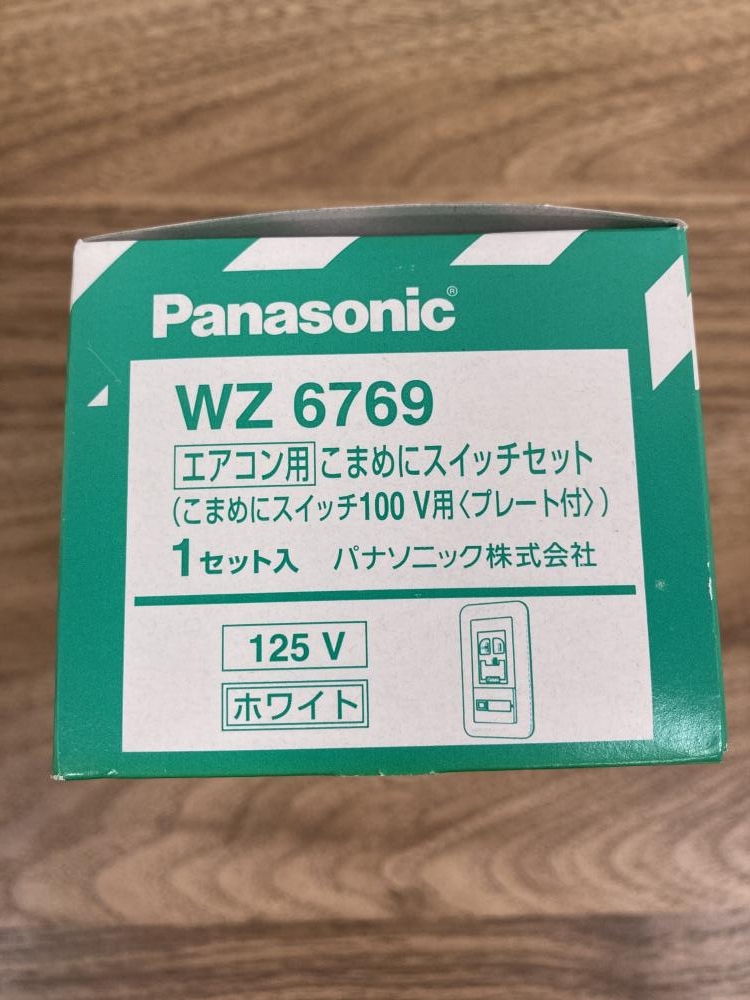 Panasonic®
WZ 6769
エアコン用 こまめにスイッチセット
(こまめにスイッチ100 V用〈プレート付〉)
1セット入 パナソニック株式会社
125 V
ホワイト